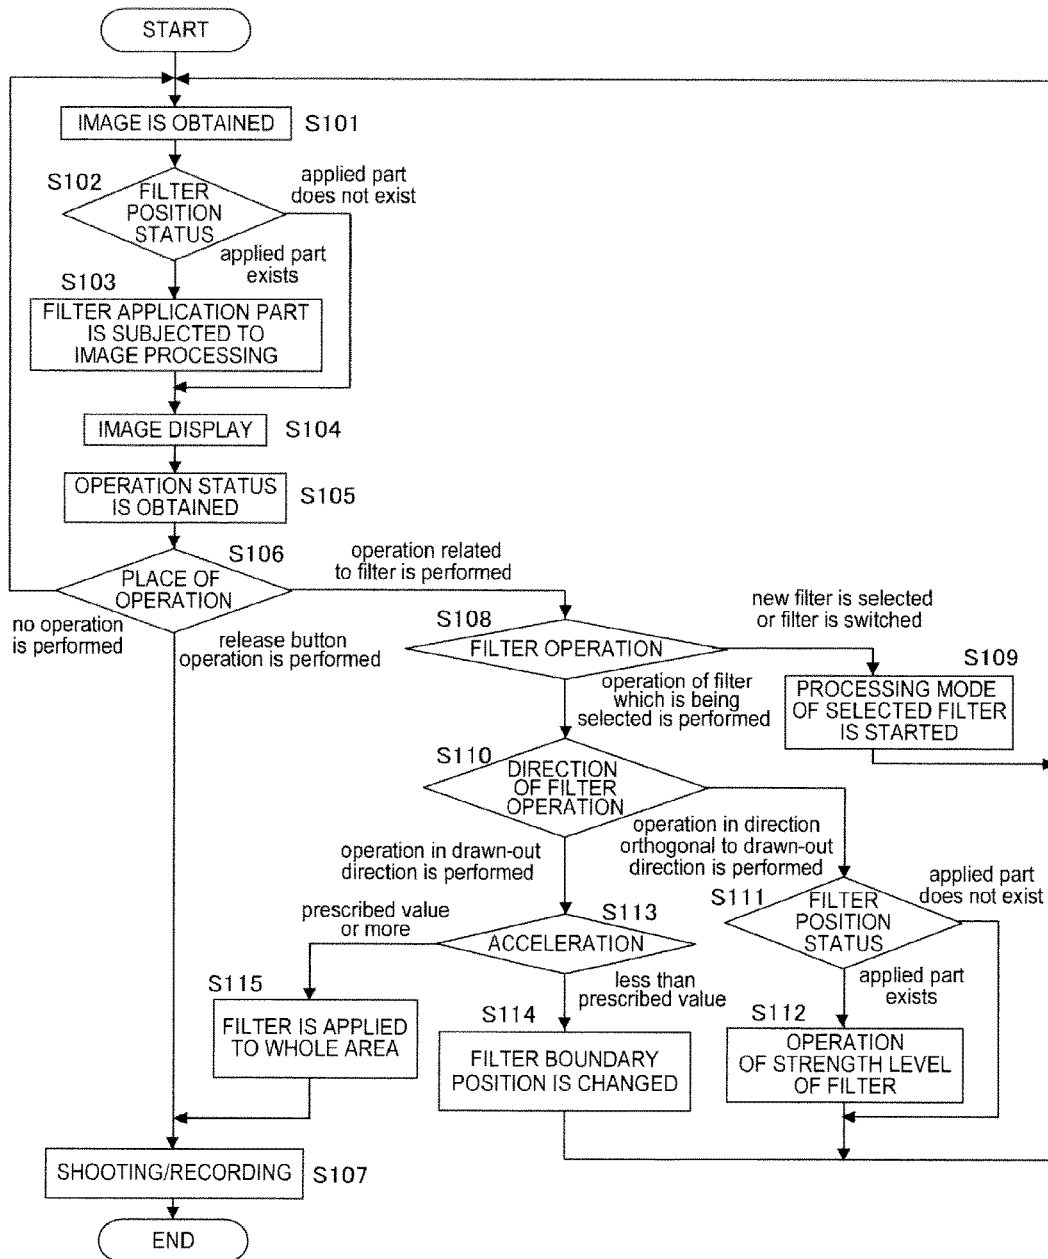 START
IMAGE IS OBTAINED
S101
S102
FILTER
POSITION
STATUS
applied part
does not exist
applied part
exists
S103
FILTER APPLICATION PART
IS SUBJECTED TO
IMAGE PROCESSING
IMAGE DISPLAY
S104
OPERATION STATUS
IS OBTAINED
S105
S106
PLACE OF
OPERATION
no operation
is performed
release button
operation is performed
operation related
to filter is performed
S108
FILTER OPERATION
new filter is selected
or filter is switched
S109
PROCESSING MODE
OF SELECTED FILTER
IS STARTED
operation of filter
which is being
selected is performed
S110
DIRECTION
OF FILTER
OPERATION
operation in drawn-out
direction is performed
operation in direction
orthogonal to drawn-out
direction is performed
S111
FILTER
POSITION
STATUS
applied part
does not exist
applied part
exists
S112
OPERATION
OF STRENGTH LEVEL
OF FILTER
S113
ACCELERATION
prescribed value
or more
less than
prescribed value
S114
FILTER BOUNDARY
POSITION IS CHANGED
S115
FILTER IS APPLIED
TO WHOLE AREA
SHOOTING/RECORDING
S107
END